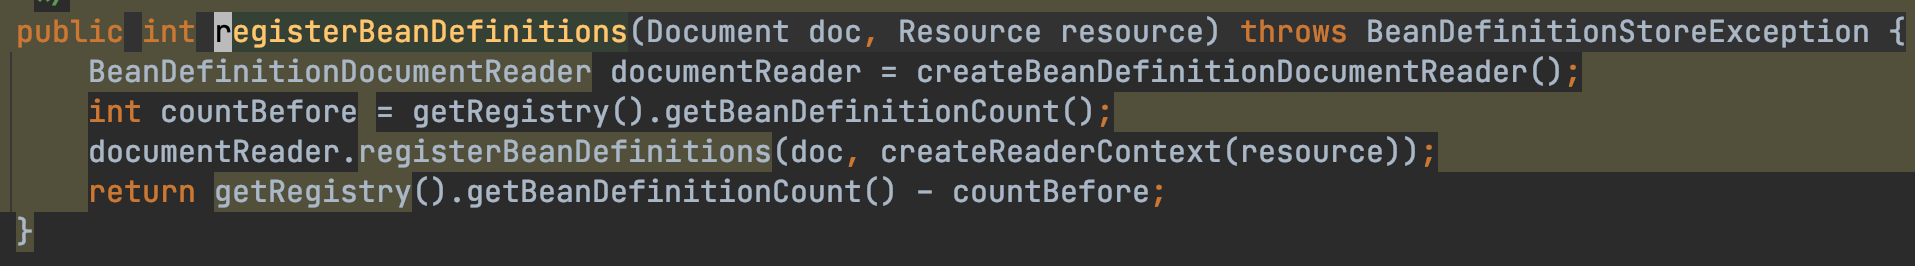 public int registerBeanDefinitions(Document doc, Resource resource) throws BeanDefinitionStoreException {
    BeanDefinitionDocumentReader documentReader = createBeanDefinitionDocumentReader();
    int countBefore = getRegistry().getBeanDefinitionCount();
    documentReader.registerBeanDefinitions(doc, createReaderContext(resource));
    return getRegistry().getBeanDefinitionCount() - countBefore;
}